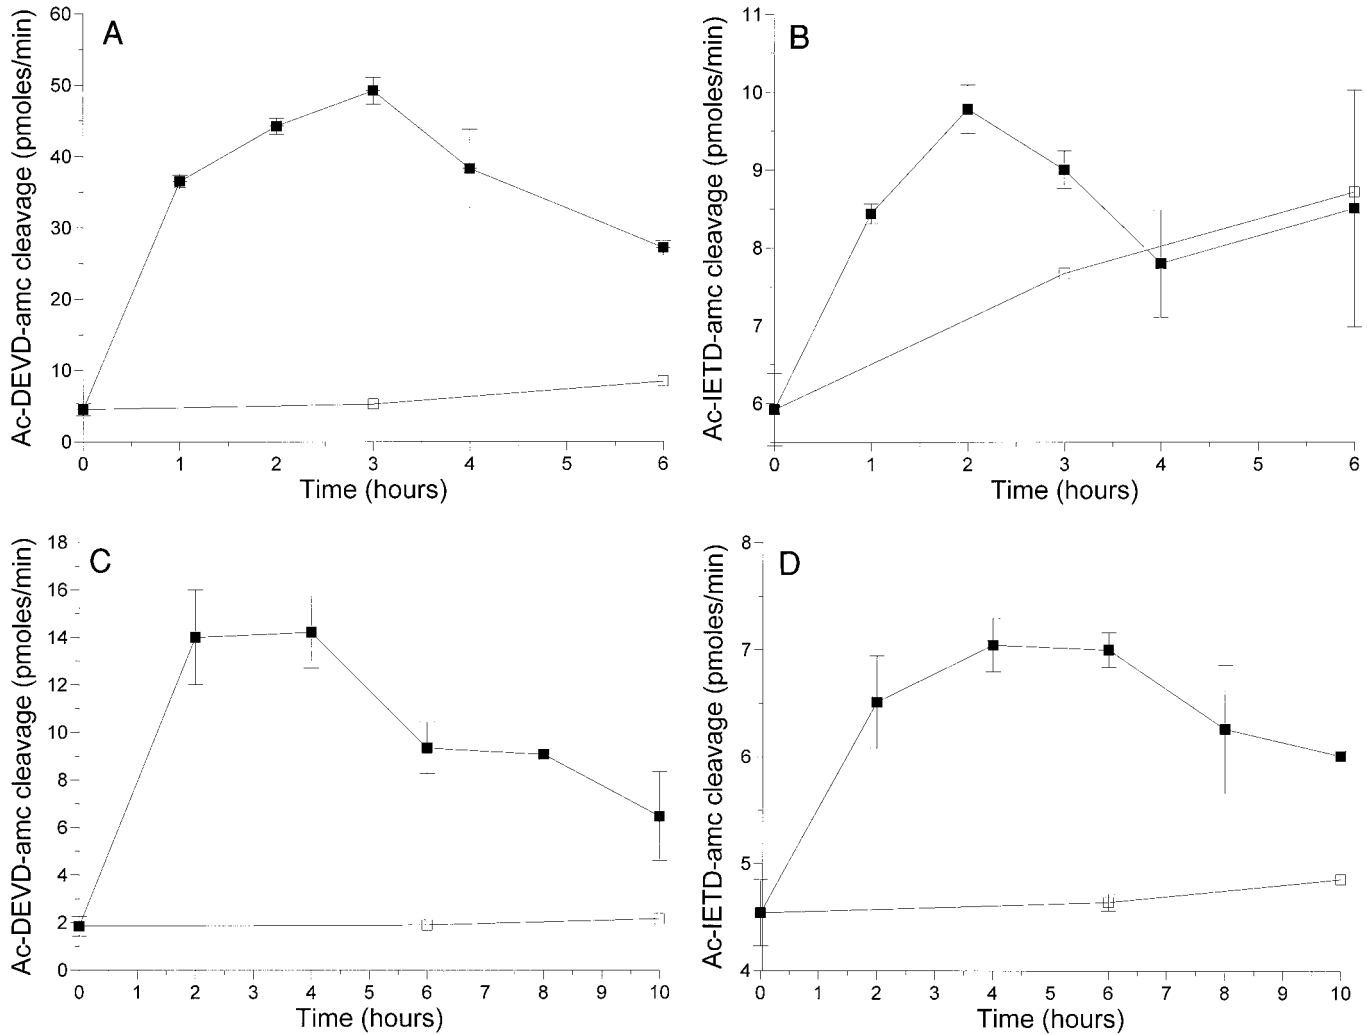 A
Ac-DEVD-amc cleavage (pmoles/min)
60
50
40
30
20
10
0
0 1 2 3 4 5 6
Time (hours)
B
Ac-IETD-amc cleavage (pmoles/min)
11
10
9
8
7
6
0 1 2 3 4 5 6
Time (hours)
C
Ac-DEVD-amc cleavage (pmoles/min)
18
16
14
12
10
8
6
4
2
0
0 1 2 3 4 5 6 7 8 9 10
Time (hours)
D
Ac-IETD-amc cleavage (pmoles/min)
8
7
6
5
4
0 1 2 3 4 5 6 7 8 9 10
Time (hours)